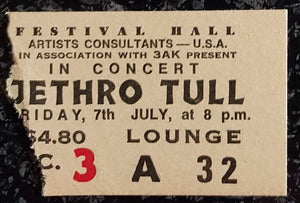 FESTIVAL HALL
ARTISTS CONSULTANTS — U.S.A.
IN ASSOCIATION WITH 3AK PRESENT
IN CONCERT
JETHRO TULL
RIDAY, 7th JULY, at 8 p.m.
$4.80 LOUNGE
C. 3 A 32